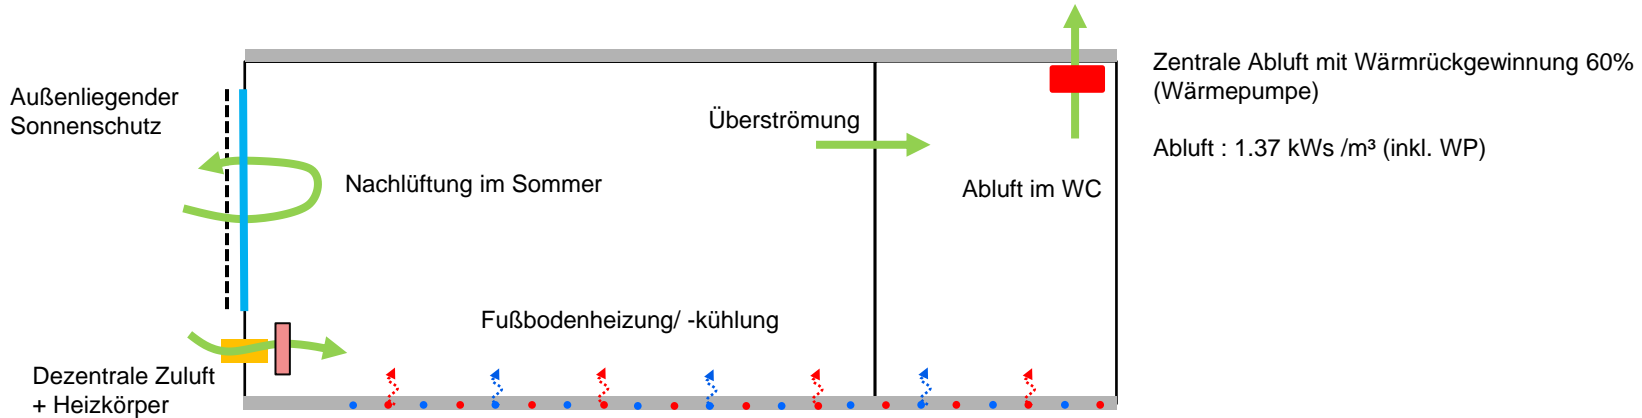 Außenliegender
Sonnenschutz
Nachlüftung im Sommer
Überströmung
Abluft im WC
Zentrale Abluft mit Wärmrückgewinnung 60%
(Wärmepumpe)
Abluft : 1.37 kWs /m³ (inkl. WP)
Fußbodenheizung/ -kühlung
Dezentrale Zuluft
+ Heizkörper